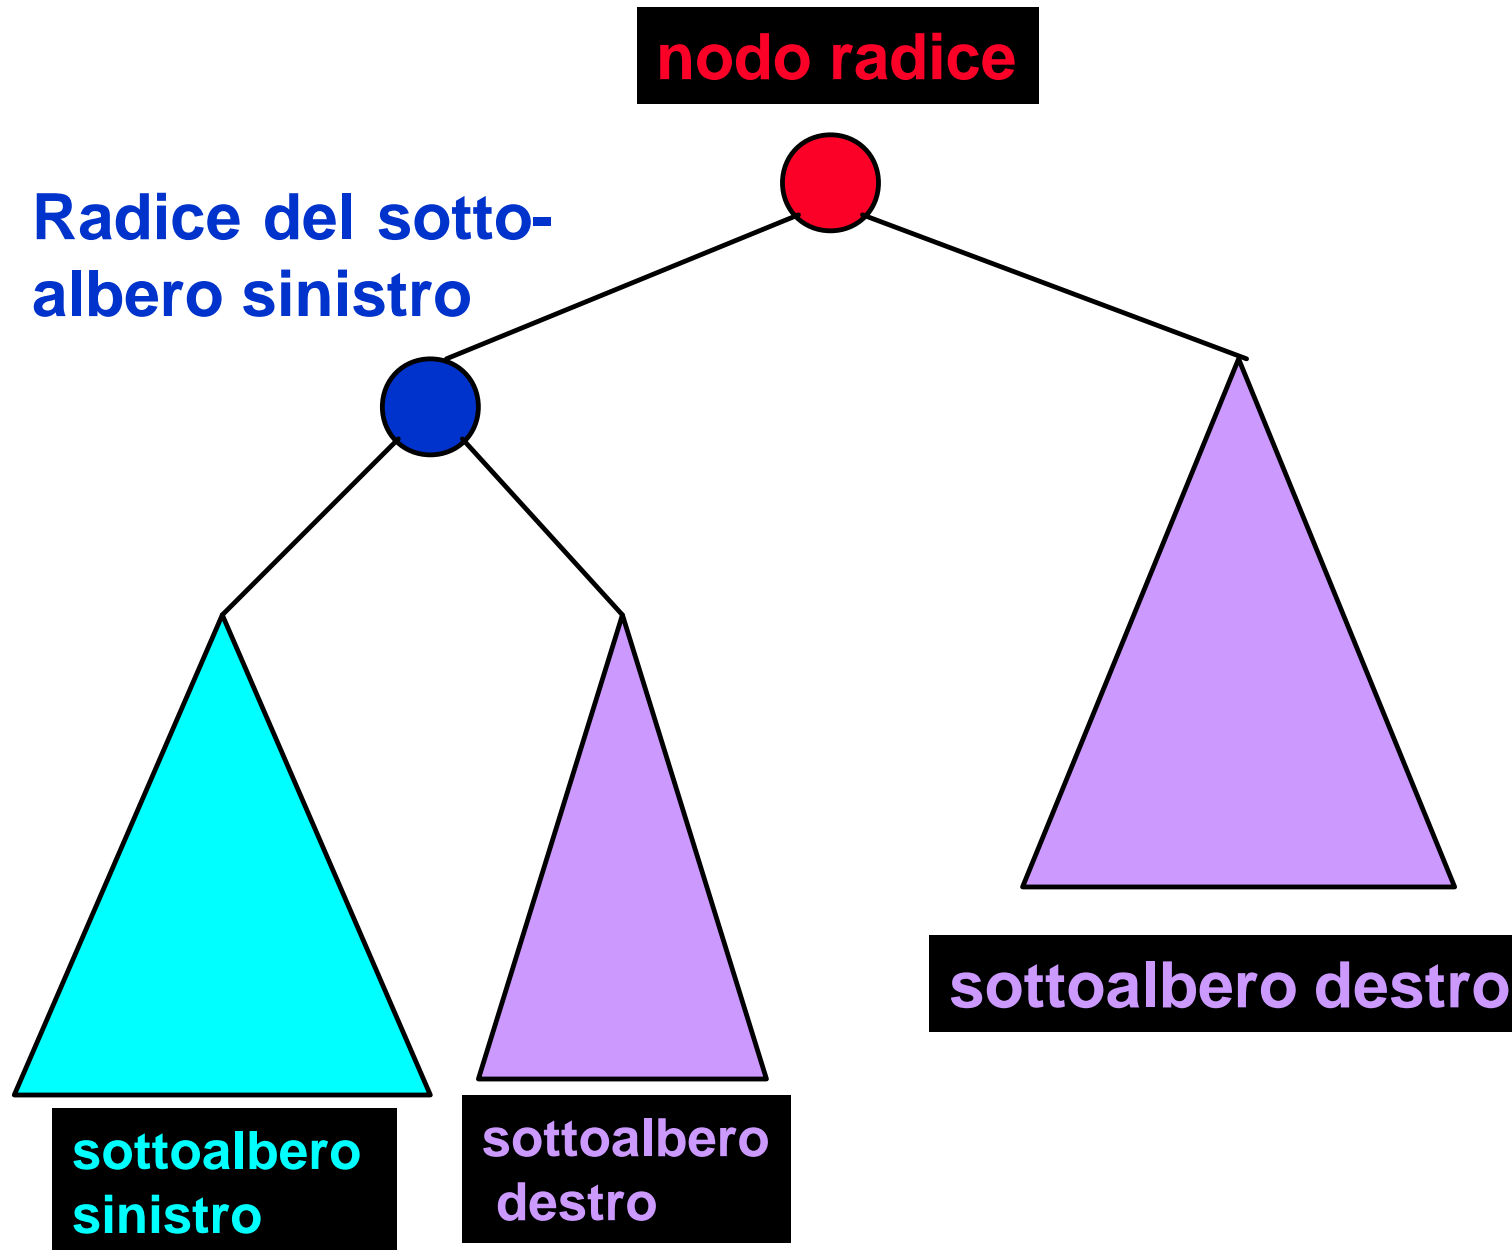 nodo radice
Radice del sotto-
albero sinistro
sottoalbero destro
sottoalbero
sinistro
sottoalbero
destro